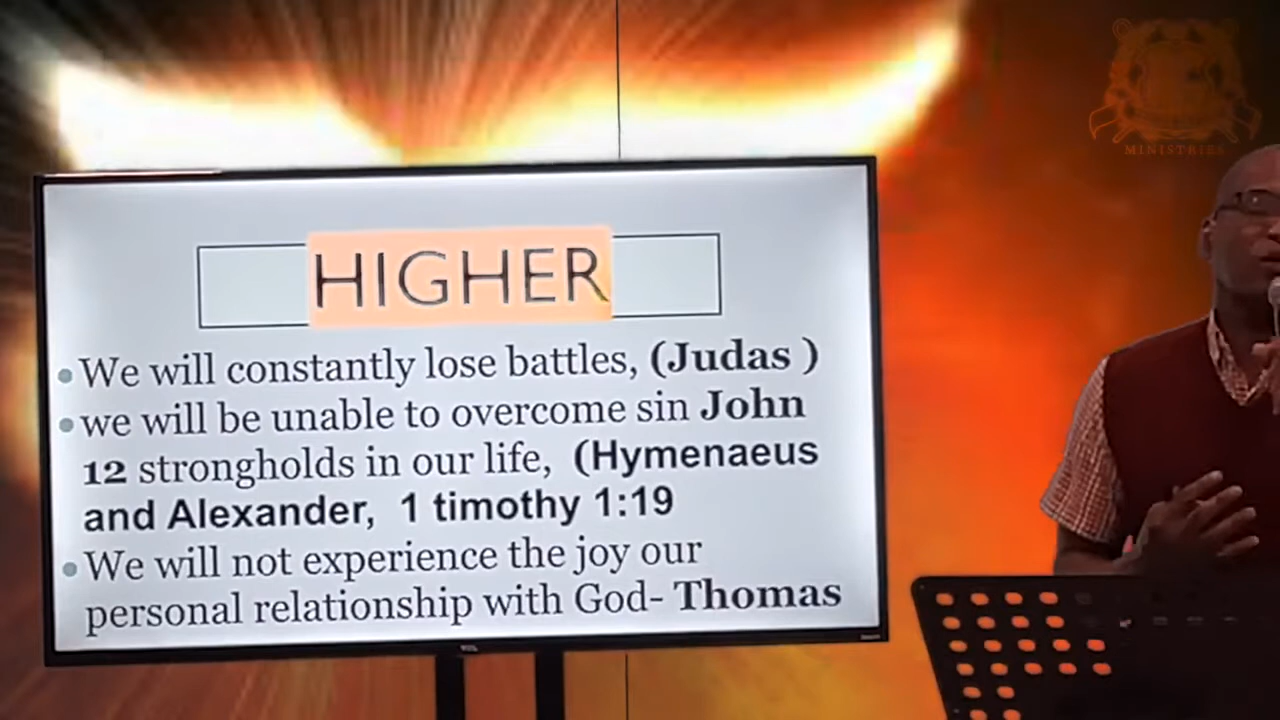 MINISTRIES
HIGHER
We will constantly lose battles, (Judas )
we will be unable to overcome sin John
12 strongholds in our life, (Hymenaeus
and Alexander, 1 timothy 1:19
We will not experience the joy our
personal relationship with God- Thomas
TCL